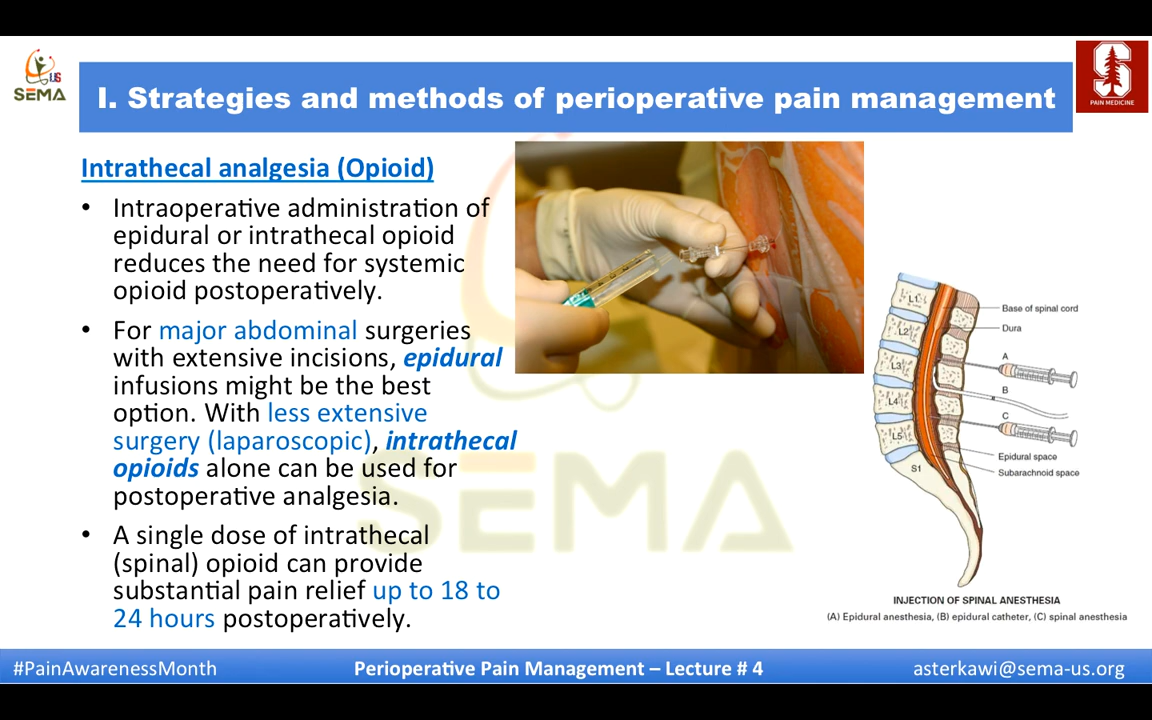 US
SEMA
I. Strategies and methods of perioperative pain management
S
PAIN MEDICINE
Intrathecal analgesia (Opioid)
• Intraoperative administration of
epidural or intrathecal opioid
reduces the need for systemic
opioid postoperatively.
• For major abdominal surgeries
with extensive incisions, epidural
infusions might be the best
option. With less extensive
surgery (laparoscopic), intrathecal
opioids alone can be used for
postoperative analgesia.
• A single dose of intrathecal
(spinal) opioid can provide
substantial pain relief up to 18 to
24 hours postoperatively.
SEMA
L1
L2
L3
L4
L5
S1
Base of spinal cord
Dura
A
B
C
Epidural space
Subarachnoid space
INJECTION OF SPINAL ANESTHESIA
(A) Epidural anesthesia, (B) epidural catheter, (C) spinal anesthesia
#PainAwarenessMonth
Perioperative Pain Management – Lecture # 4
asterkawi@sema-us.org